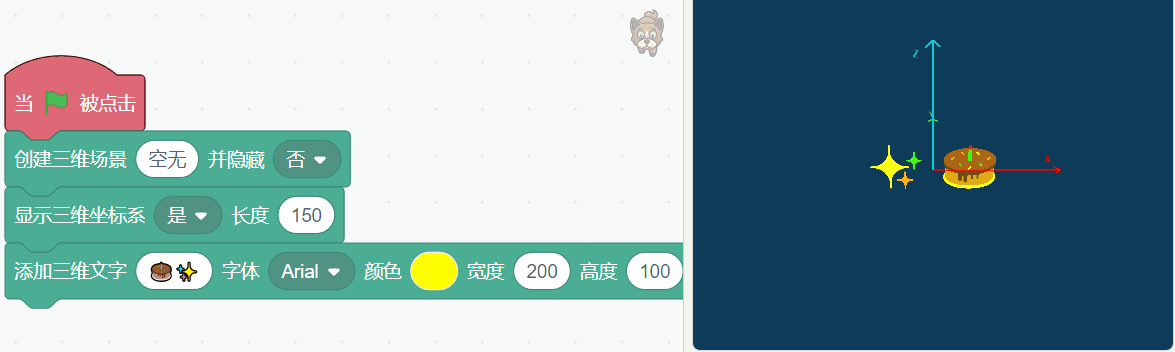 当 被点击
创建三维场景 空无 并隐藏 否
显示三维坐标系 是 长度 150
添加三维文字 🎂✨ 字体 Arial 颜色 宽度 200 高度 100
Z
Y
X